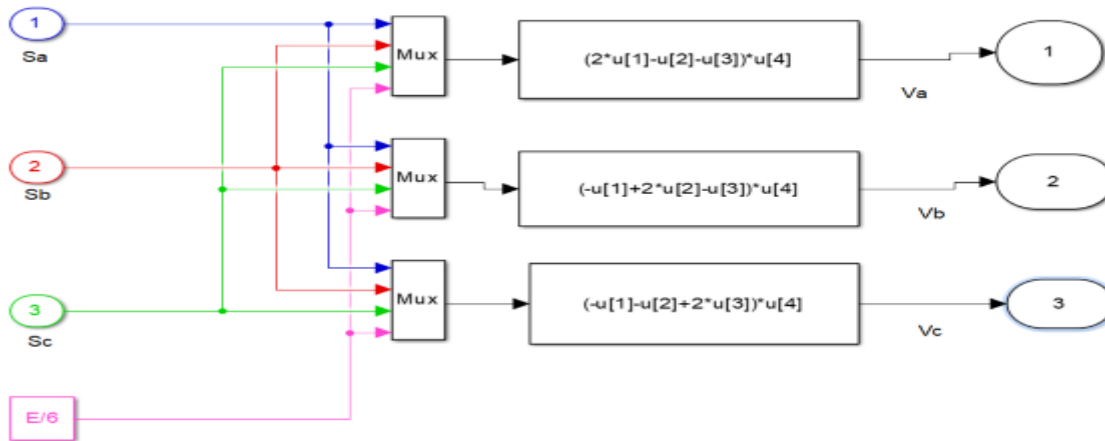 1
Sa
Mux
(2*u[1]-u[2]-u[3])*u[4]
Va
1
2
Sb
Mux
(-u[1]+2*u[2]-u[3])*u[4]
Vb
2
3
Sc
Mux
(-u[1]-u[2]+2*u[3])*u[4]
Vc
3
E/6